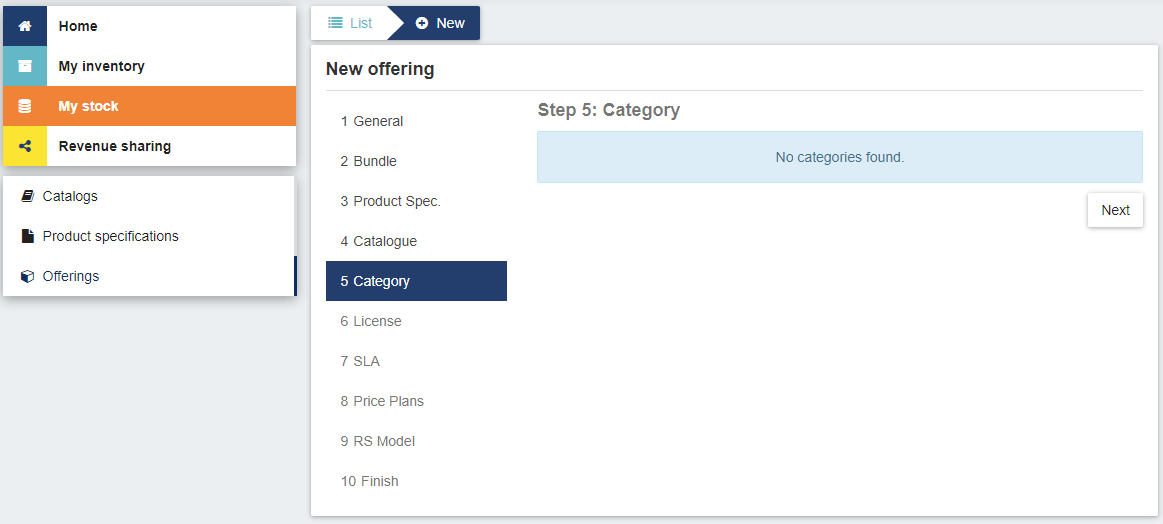 Home
My inventory
My stock
Revenue sharing
Catalogs
Product specifications
Offerings
List
New
New offering
1 General
2 Bundle
3 Product Spec.
4 Catalogue
5 Category
6 License
7 SLA
8 Price Plans
9 RS Model
10 Finish
Step 5: Category
No categories found.
Next